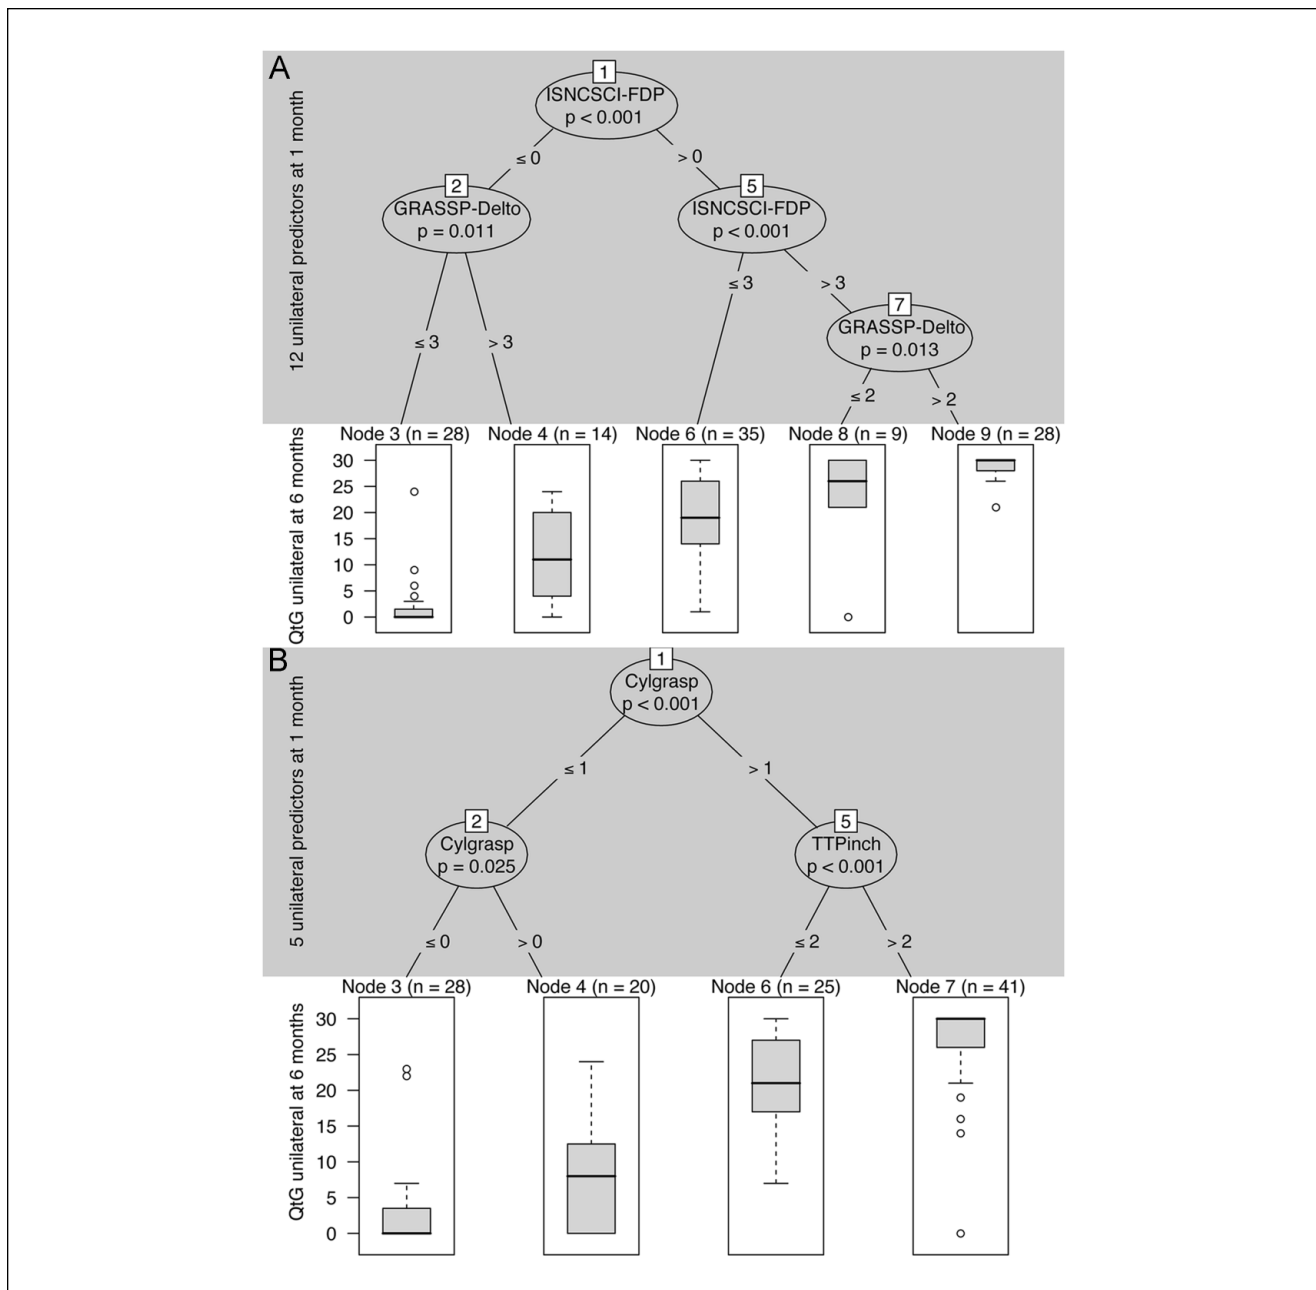 A
12 unilateral predictors at 1 month
1
ISNCSCI-FDP
p < 0.001
≤ 0
> 0
2
GRASSP-Delto
p = 0.011
5
ISNCSCI-FDP
p < 0.001
≤ 3
> 3
7
GRASSP-Delto
p = 0.013
≤ 3
> 3
≤ 2
> 2
Node 3 (n = 28)
Node 4 (n = 14)
Node 6 (n = 35)
Node 8 (n = 9)
Node 9 (n = 28)
QtG unilateral at 6 months
30
25
20
15
10
5
0
B
5 unilateral predictors at 1 month
1
Cylgrasp
p < 0.001
≤ 1
> 1
2
Cylgrasp
p = 0.025
5
TTPinch
p < 0.001
≤ 0
> 0
≤ 2
> 2
Node 3 (n = 28)
Node 4 (n = 20)
Node 6 (n = 25)
Node 7 (n = 41)
QtG unilateral at 6 months
30
25
20
15
10
5
0